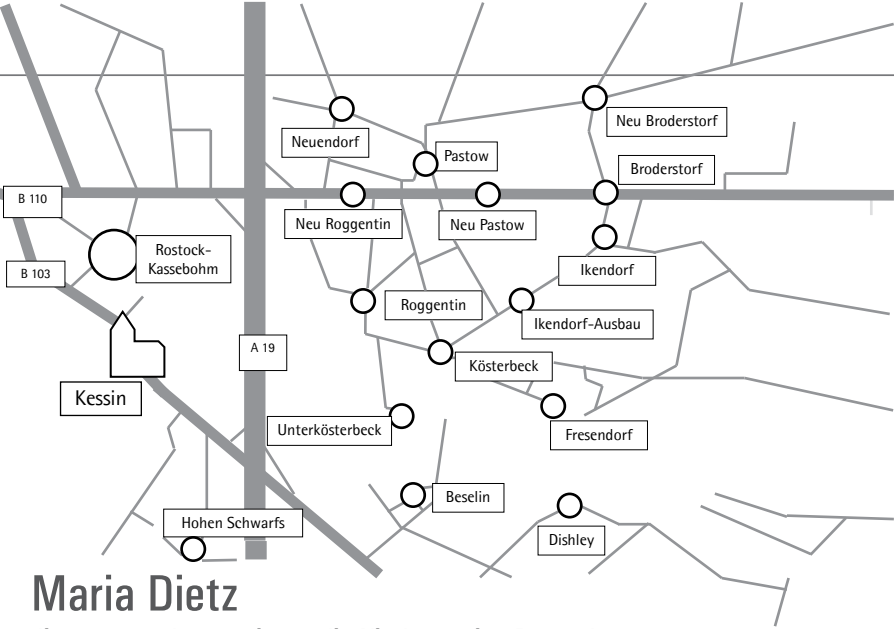 Neu Broderstorf
Neuendorf
Pastow
Broderstorf
B 110
Neu Roggentin
Neu Pastow
Rostock-
Kassebohm
B 103
Ikendorf
Roggentin
Ikendorf-Ausbau
A 19
Kösterbeck
Kessin
Unterkösterbeck
Fresendorf
Beselin
Hohen Schwarfs
Dishley
Maria Dietz